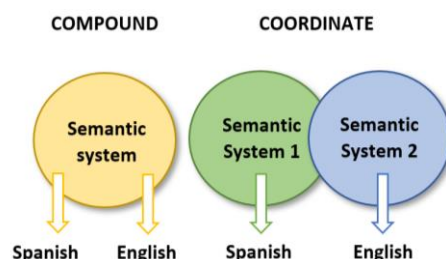 COMPOUND
COORDINATE
Semantic
system
Semantic
System 1
Semantic
System 2
Spanish
English
Spanish
English